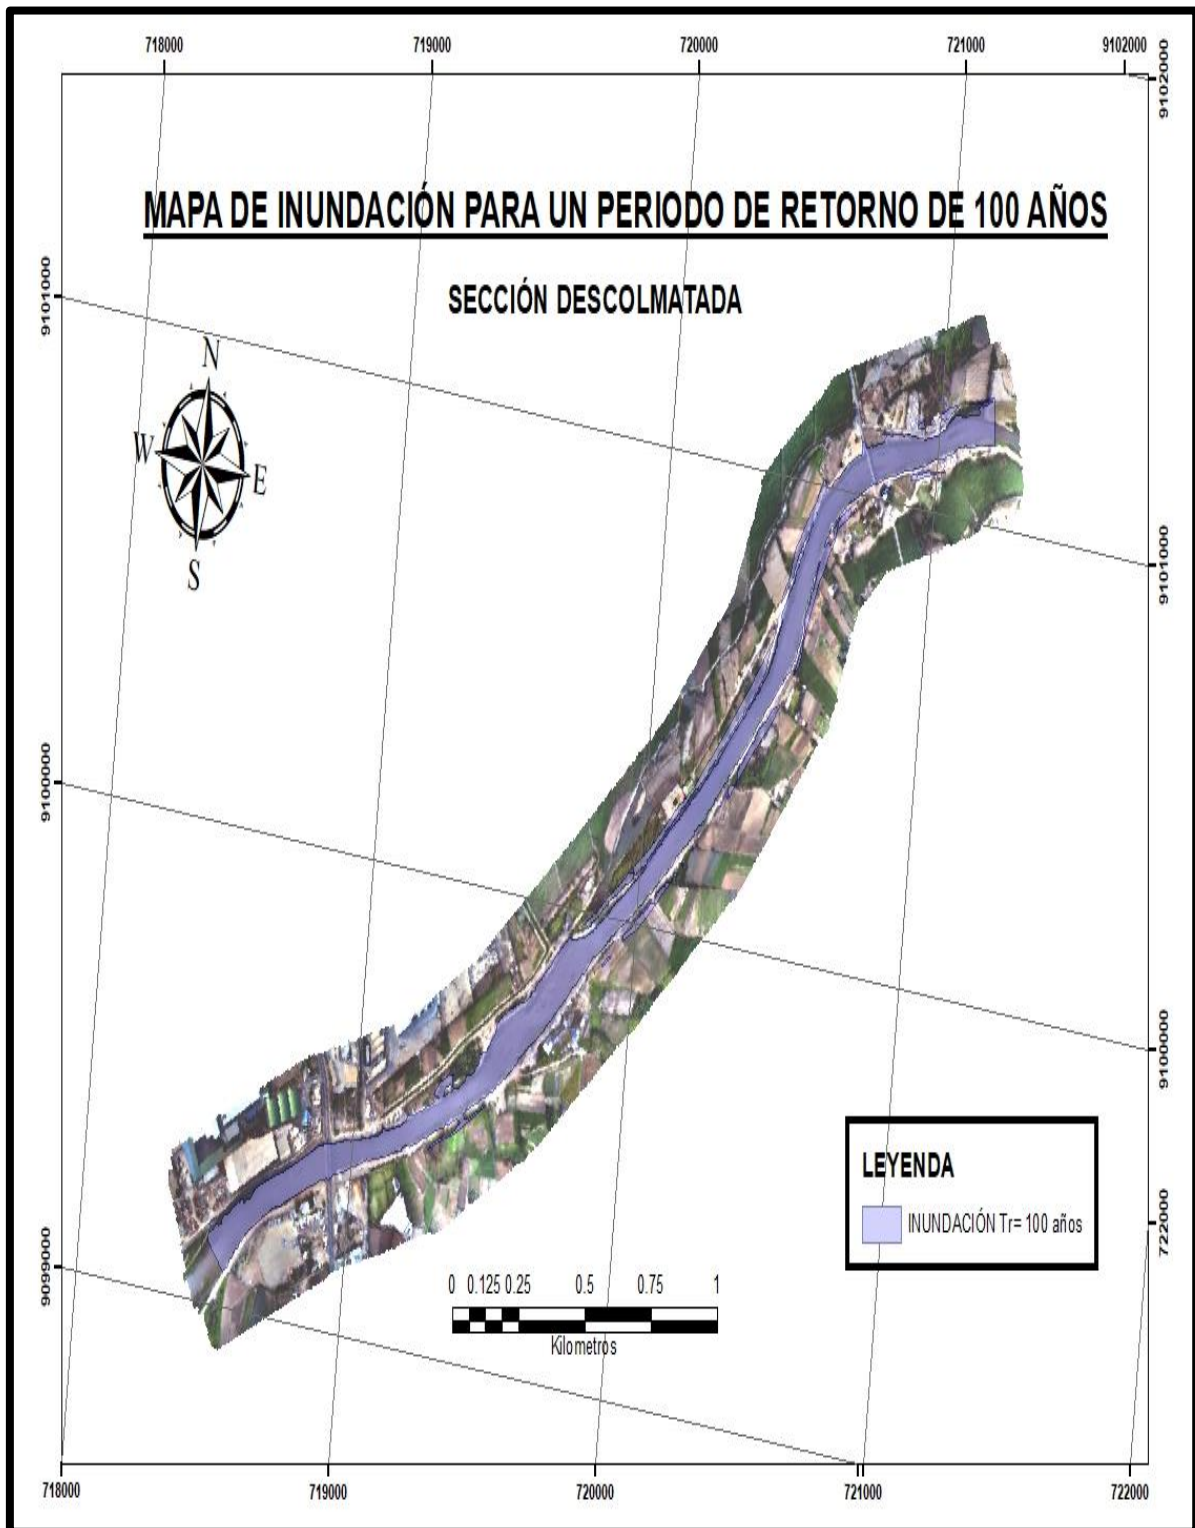 718000 719000 720000 721000 9102000
9102000
MAPA DE INUNDACIÓN PARA UN PERIODO DE RETORNO DE 100 AÑOS
SECCIÓN DESCOLMATADA
9101000
N
W E
S
9101000
9100000
9100000
LEYENDA
INUNDACIÓN Tr= 100 años
722000
9099000
0 0.125 0.25 0.5 0.75 1
Kilometros
718000 719000 720000 721000 722000